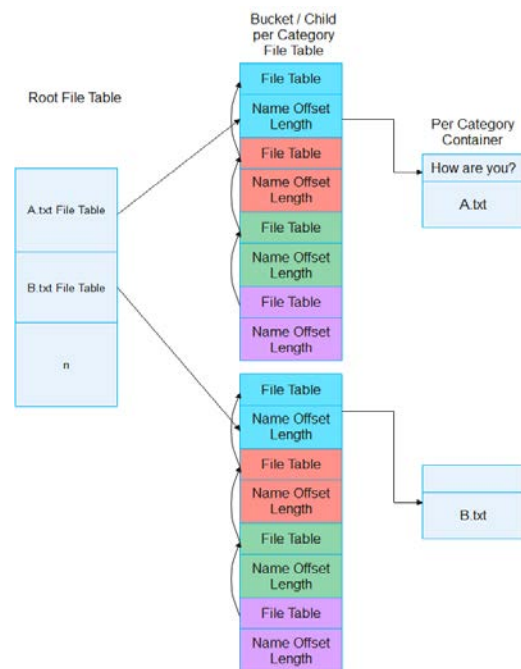 Bucket / Child
per Category
File Table
Root File Table
A.txt File Table
B.txt File Table
n
File Table
Name Offset
Length
File Table
Name Offset
Length
File Table
Name Offset
Length
File Table
Name Offset
Length
Per Category
Container
How are you?
A.txt
File Table
Name Offset
Length
File Table
Name Offset
Length
File Table
Name Offset
Length
File Table
Name Offset
Length
B.txt